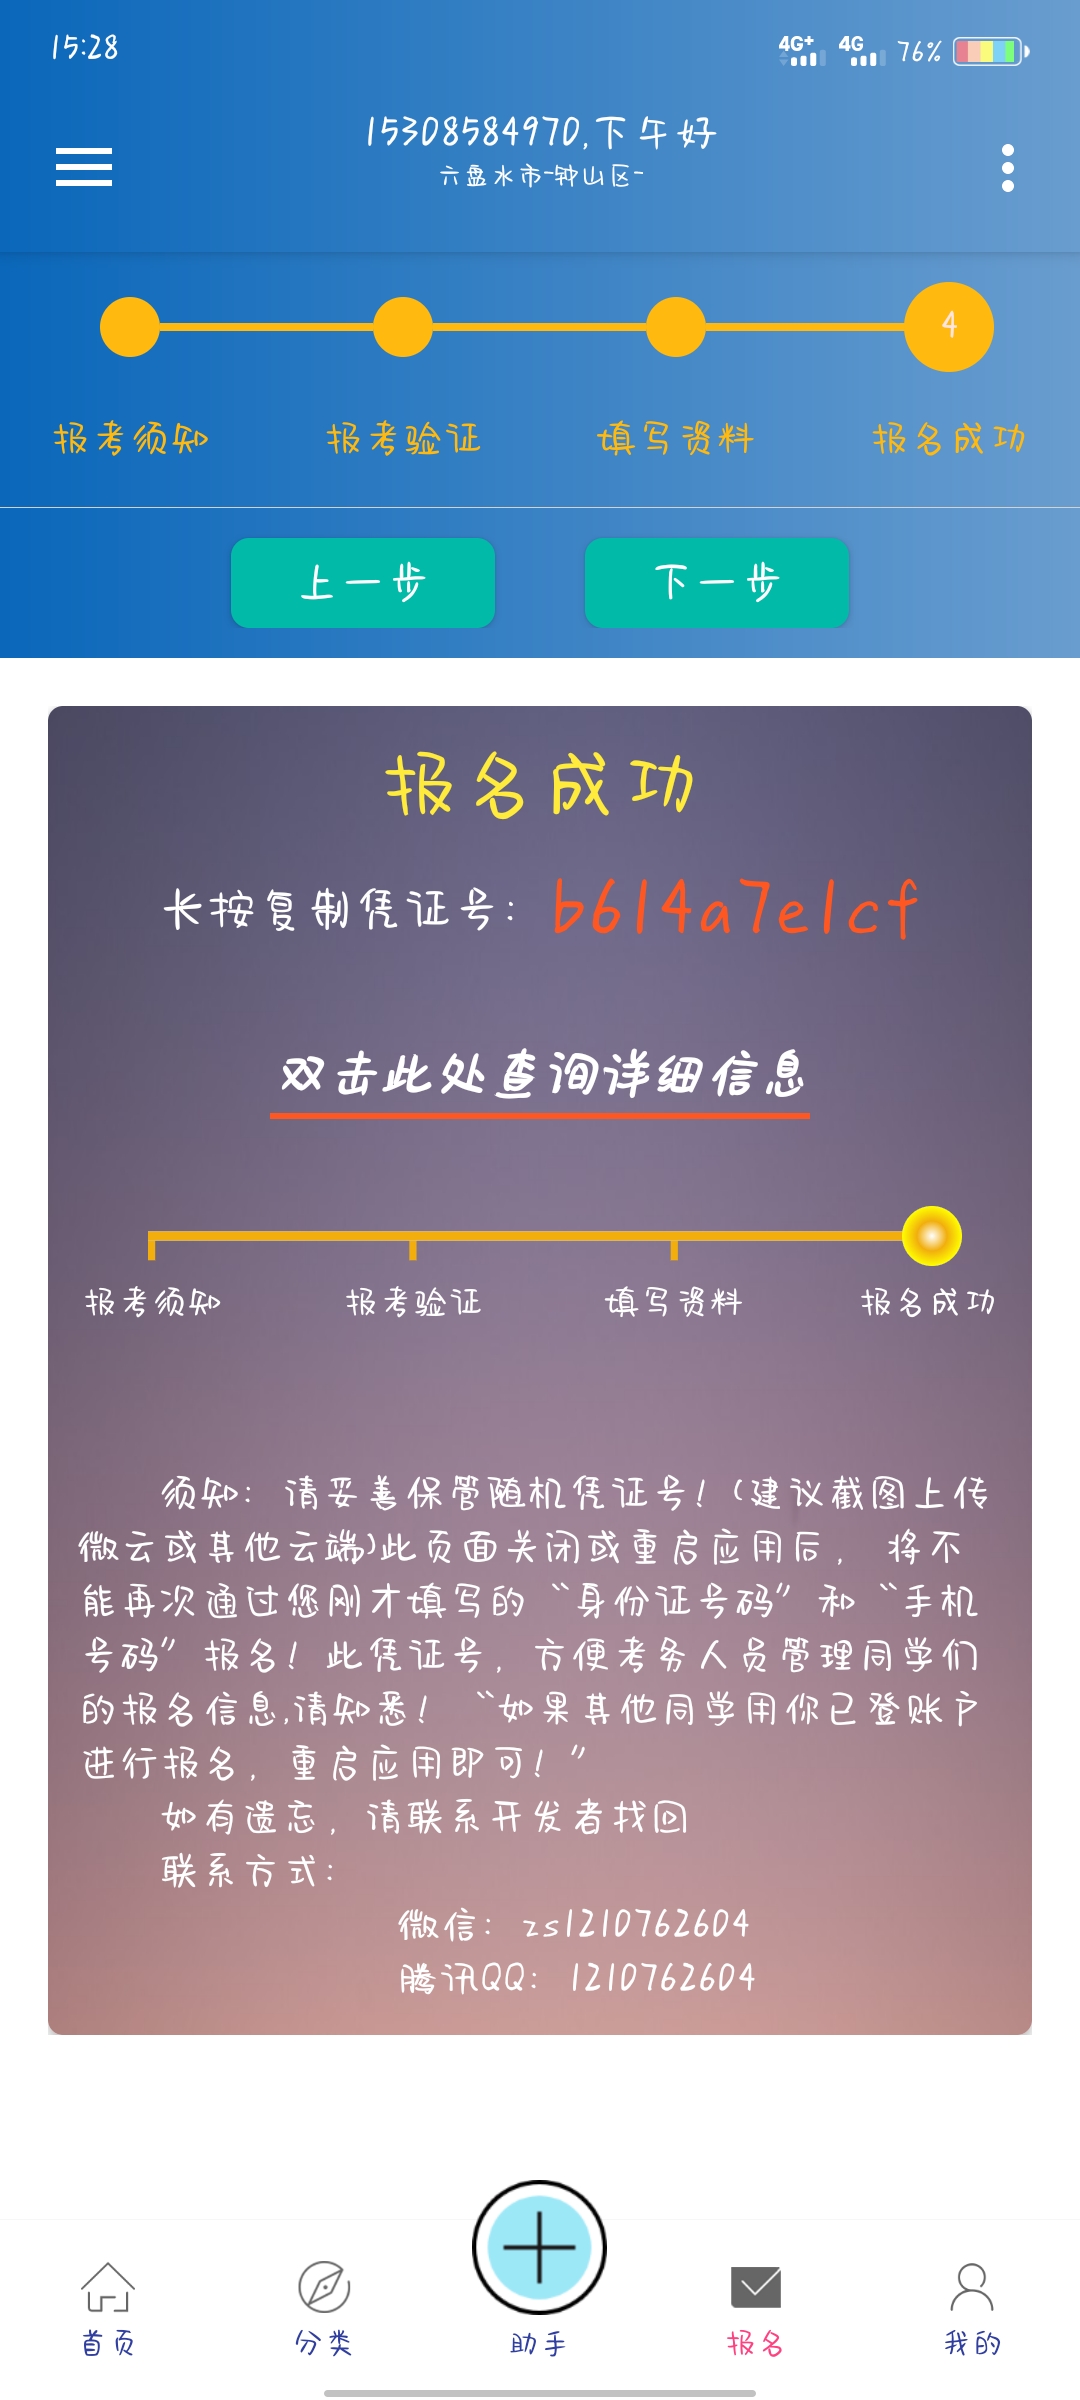 15:28
4G+ 4G 76%
15308584970,下午好
六盘水市-钟山区-
4
报考须知 报考验证 填写资料 报名成功
上一步 下一步
报名成功
长按复制凭证号: b614a7e1cf
双击此处查询详细信息
报考须知 报考验证 填写资料 报名成功
须知: 请妥善保管随机凭证号!(建议截图上传
微云或其他云端)此页面关闭或重启应用后, 将不
能再次通过您刚才填写的“身份证号码”和“手机
号码”报名! 此凭证号, 方便考务人员管理同学们
的报名信息,请知悉! “如果其他同学用你已登账户
进行报名, 重启应用即可!”
如有遗忘, 请联系开发者找回
联系方式:
微信: zs1210762604
腾讯QQ: 1210762604
首页 分类 助手 报名 我的